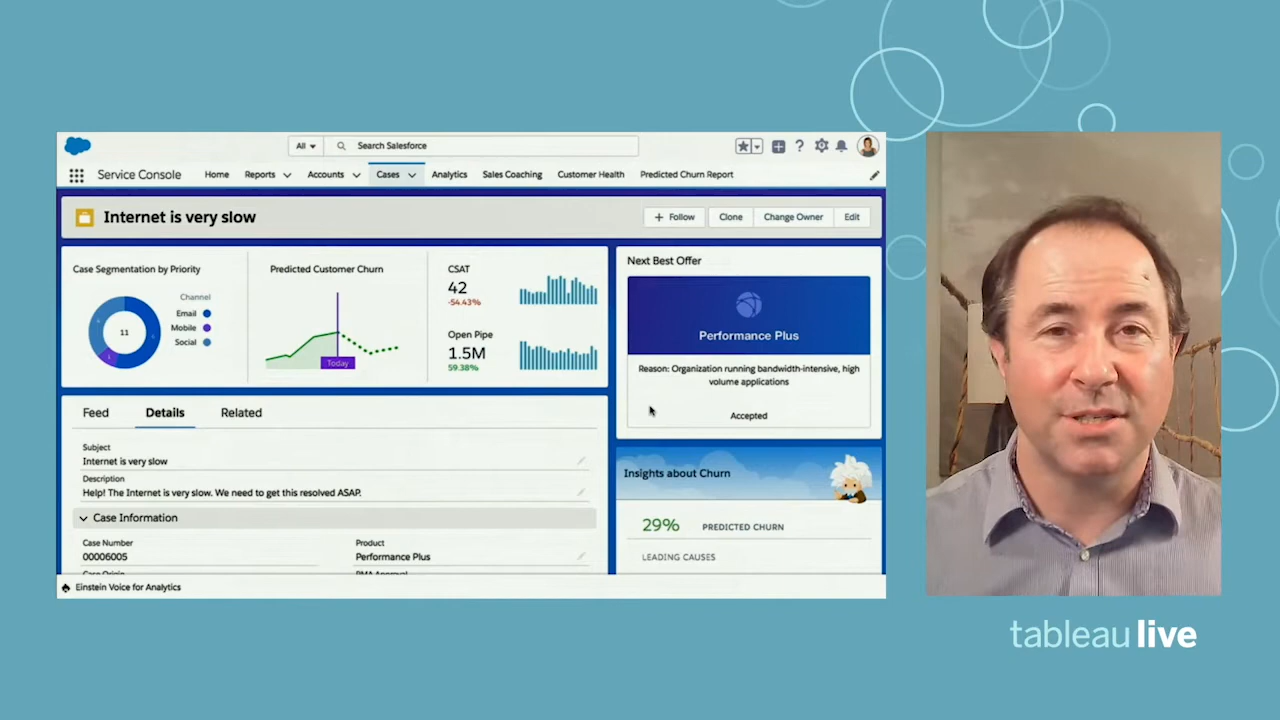 All
Search Salesforce
?
Service Console
Home
Reports
Accounts
Cases
Analytics
Sales Coaching
Customer Health
Predicted Churn Report
Internet is very slow
+ Follow
Clone
Change Owner
Edit
Case Segmentation by Priority
Channel
Email
Mobile
Social
11
Predicted Customer Churn
Today
CSAT
42
-54.43%
Open Pipe
1.5M
59.38%
Next Best Offer
Performance Plus
Reason: Organization running bandwidth-intensive, high
volume applications
Accepted
Feed
Details
Related
Subject
Internet is very slow
Description
Help! The Internet is very slow. We need to get this resolved ASAP.
Case Information
Case Number
00006005
Product
Performance Plus
Case Origin
RMA Approval
Insights about Churn
29% PREDICTED CHURN
LEADING CAUSES
Einstein Voice for Analytics
tableau live